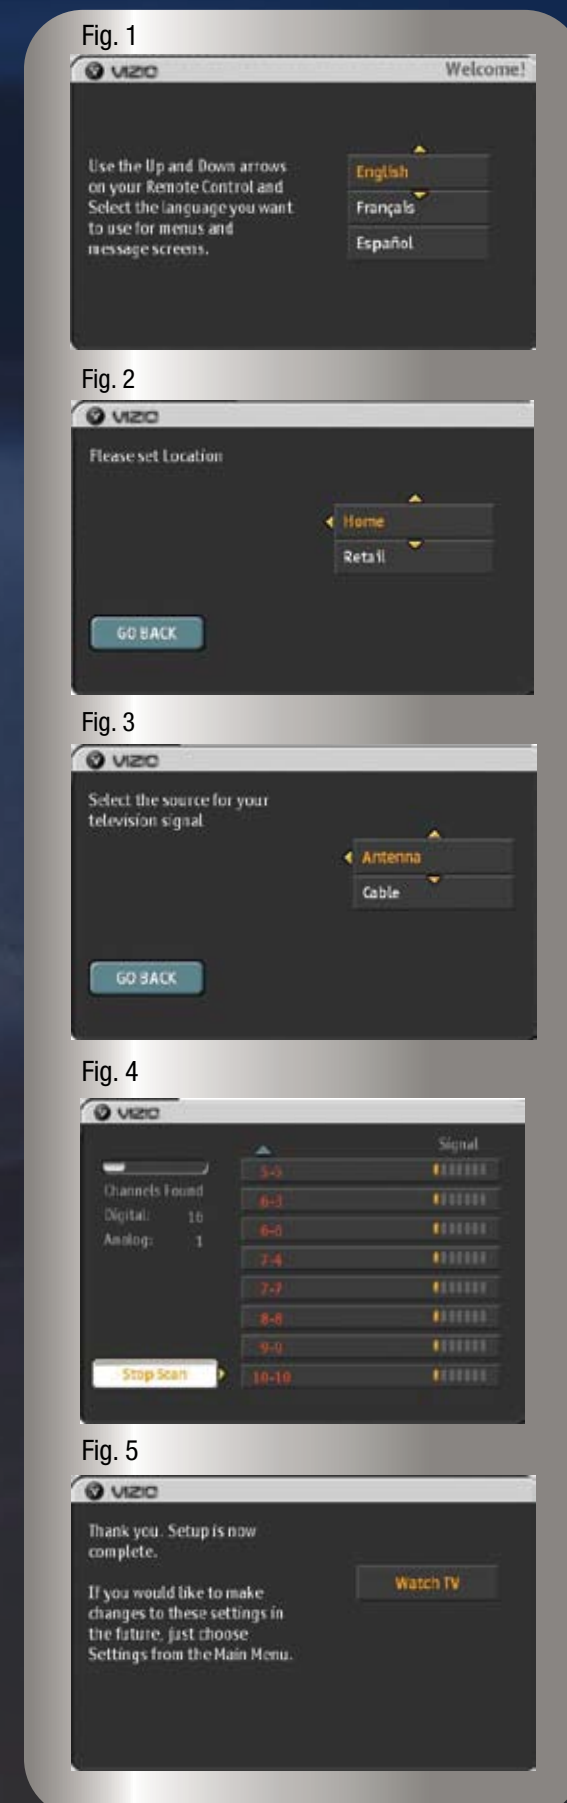 Fig. 1
VIZIO
Welcome!
Use the Up and Down arrows
on your Remote Control and
Select the language you want
to use for menus and
message screens.
English
Français
Español
Fig. 2
VIZIO
Please set Location
Home
Retail
GO BACK
Fig. 3
VIZIO
Select the source for your
television signal
Antenna
Cable
GO BACK
Fig. 4
VIZIO
Signal
Channels Found
Digital: 16
Analog: 1
5-5
6-3
6-6
7-4
7-7
8-8
9-9
10-10
Stop Scan
Fig. 5
VIZIO
Thank you. Setup is now
complete.
If you would like to make
changes to these settings in
the future, just choose
Settings from the Main Menu.
Watch TV